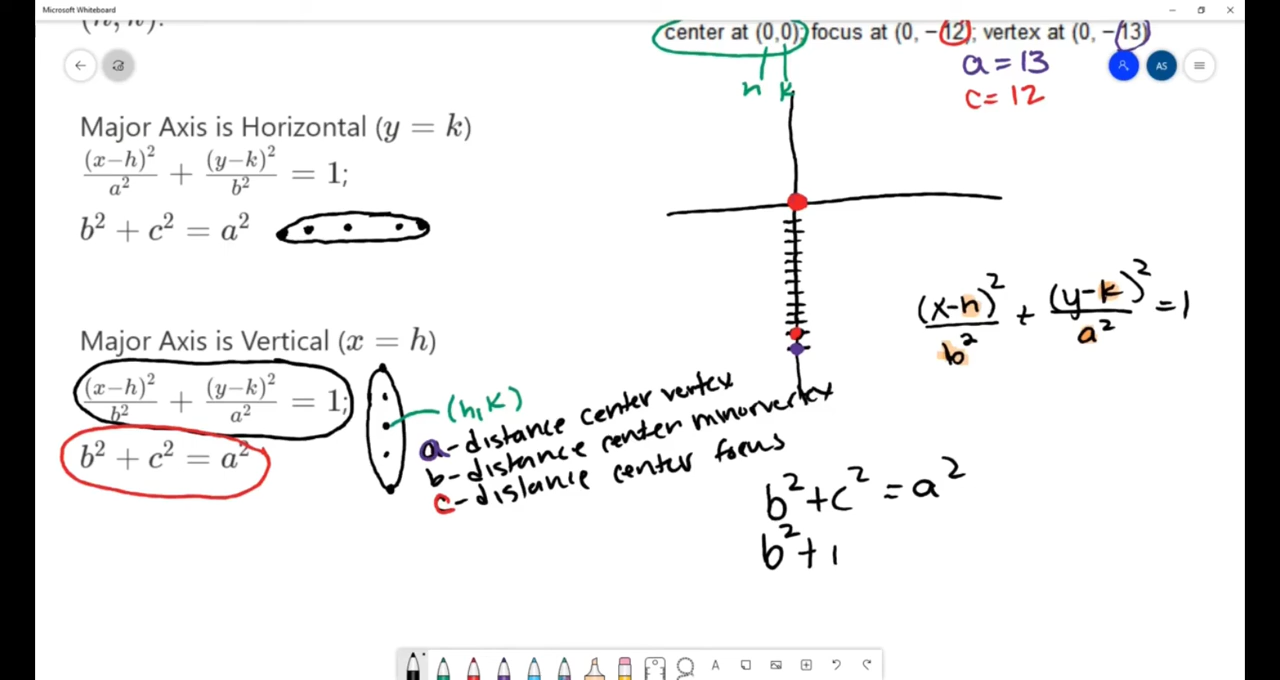 Microsoft Whiteboard
center at (0,0); focus at (0, −12); vertex at (0, −13)
a = 13
c = 12
h k
AS
Major Axis is Horizontal (y = k)
(x−h)²/a² + (y−k)²/b² = 1;
b² + c² = a²
(x-h)²/b² + (y-k)²/a² = 1
Major Axis is Vertical (x = h)
(x−h)²/b² + (y−k)²/a² = 1;
b² + c² = a²
(h, k)
a - distance center vertex
b - distance center minor vertex
c - distance center focus
b² + c² = a²
b² + 1
A